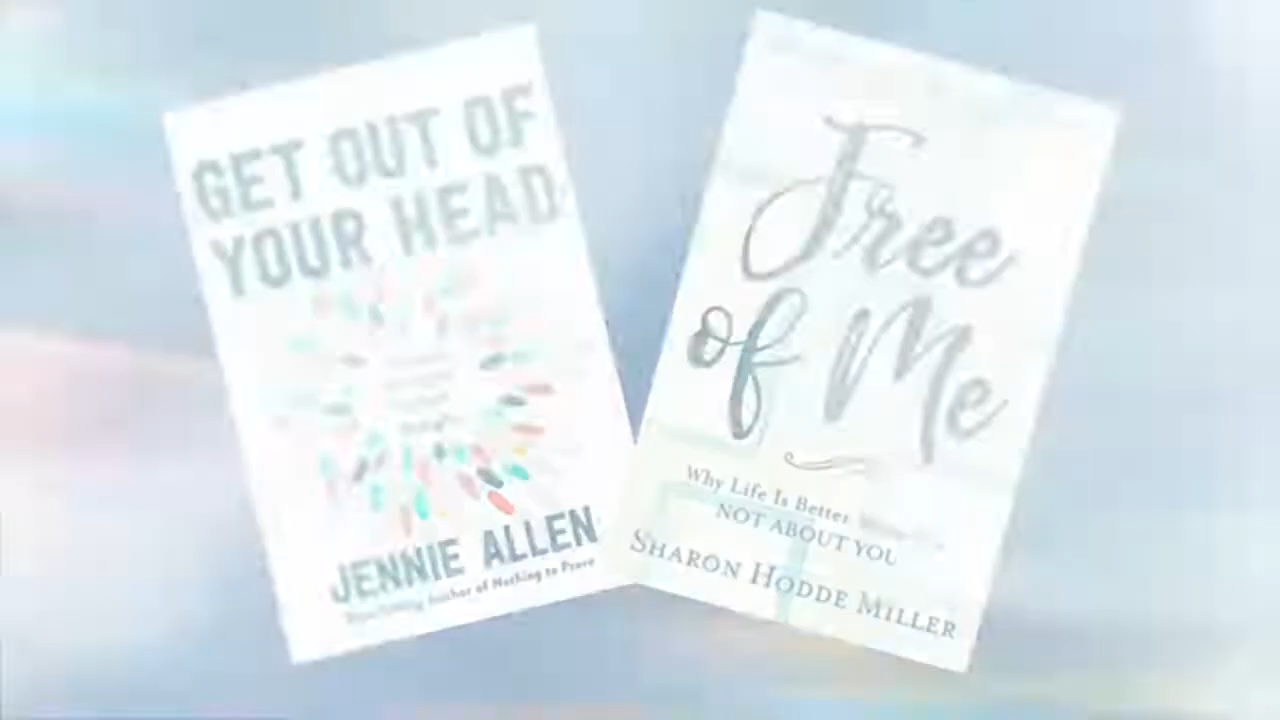 GET OUT OF
YOUR HEAD
JENNIE ALLEN
Author of Nothing to Prove
Free
of Me
Why Life Is Better
NOT ABOUT YOU
SHARON HODDE MILLER